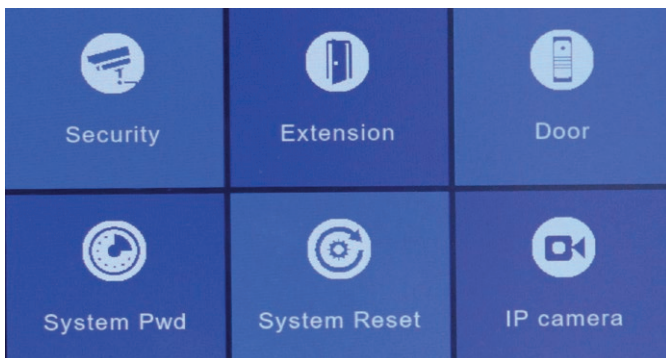 Security
Extension
Door
System Pwd
System Reset
IP camera